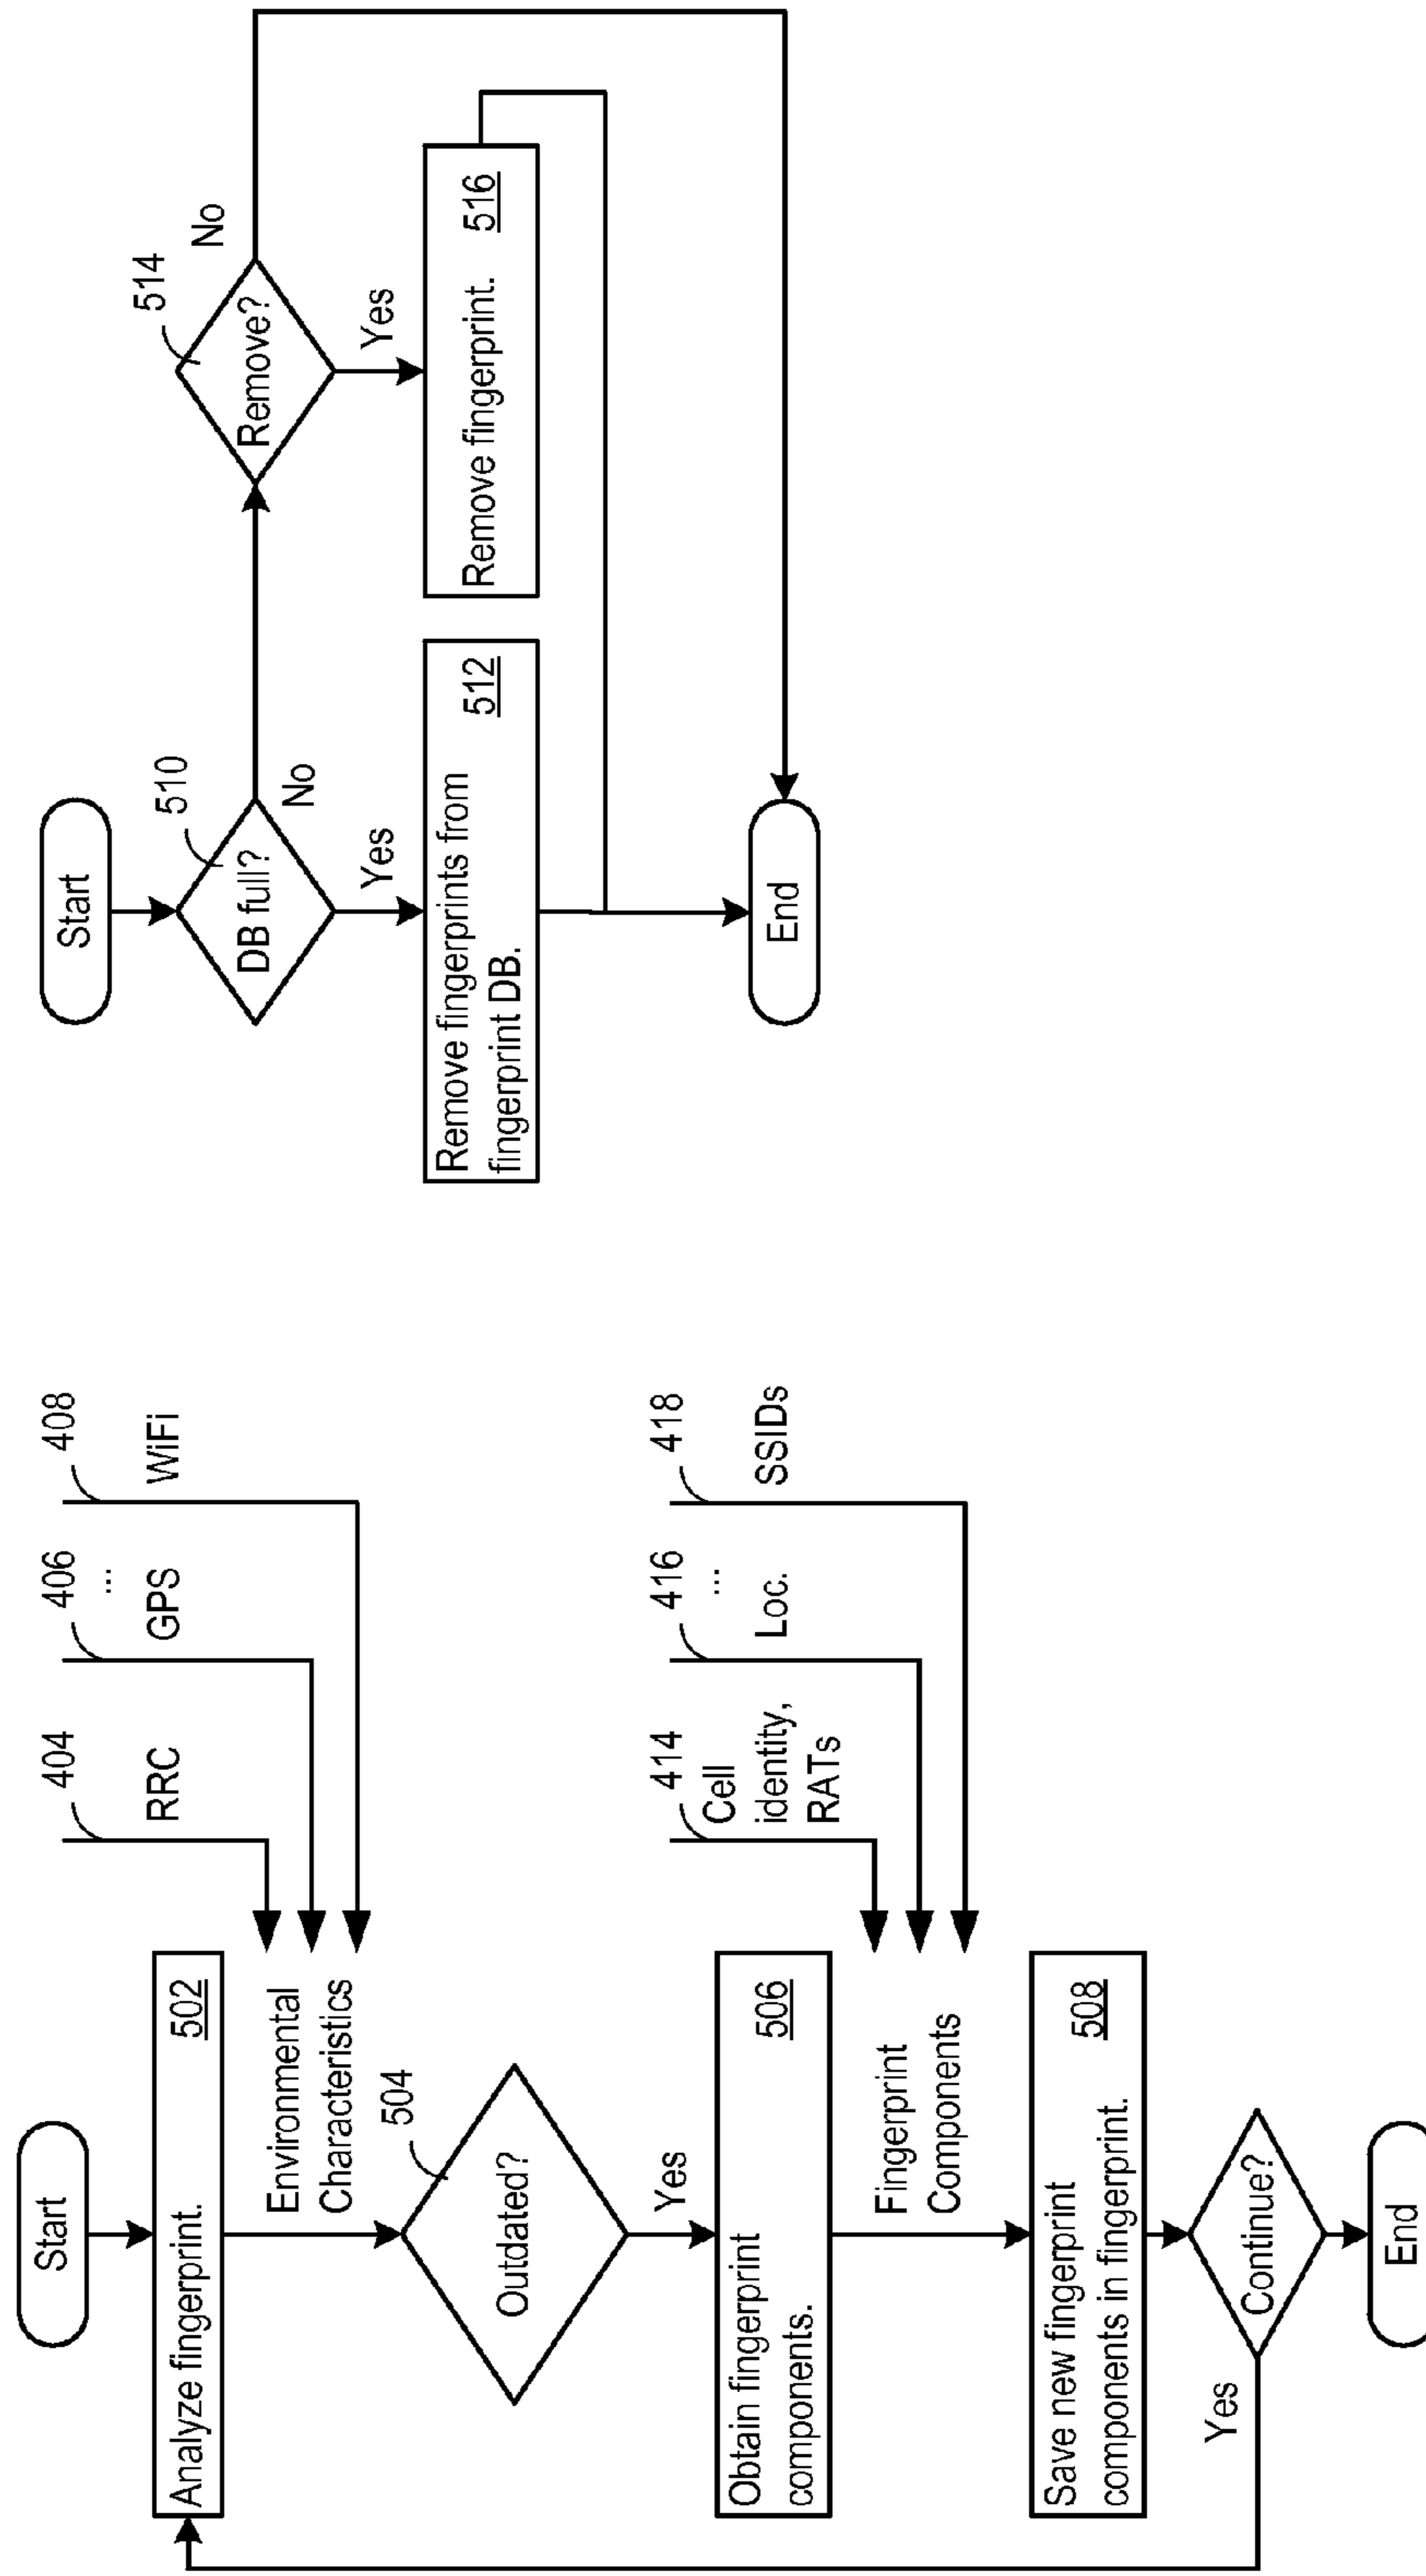 Start
Analyze fingerprint.
502
404
RRC
406
...
GPS
408
WiFi
Environmental
Characteristics
504
Outdated?
Yes
Obtain fingerprint
components.
506
414
Cell
identity,
RATs
416
...
Loc.
418
SSIDs
Fingerprint
Components
Save new fingerprint
components in fingerprint.
508
Continue?
Yes
End
Start
510
DB full?
No
Yes
Remove fingerprints from
fingerprint DB.
512
514
Remove?
No
Yes
Remove fingerprint.
516
End